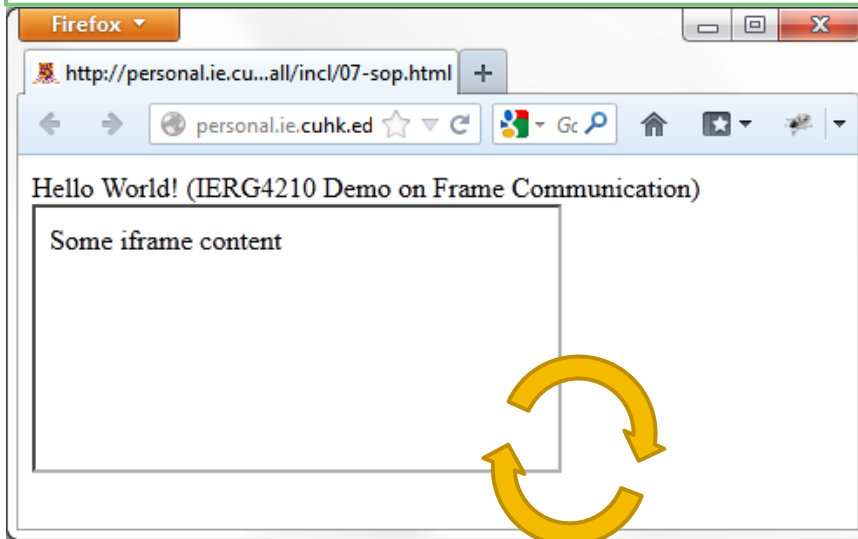 Firefox
http://personal.ie.cu...all/incl/07-sop.html
personal.ie.cuhk.ed
Gc
Hello World! (IERG4210 Demo on Frame Communication)
Some iframe content